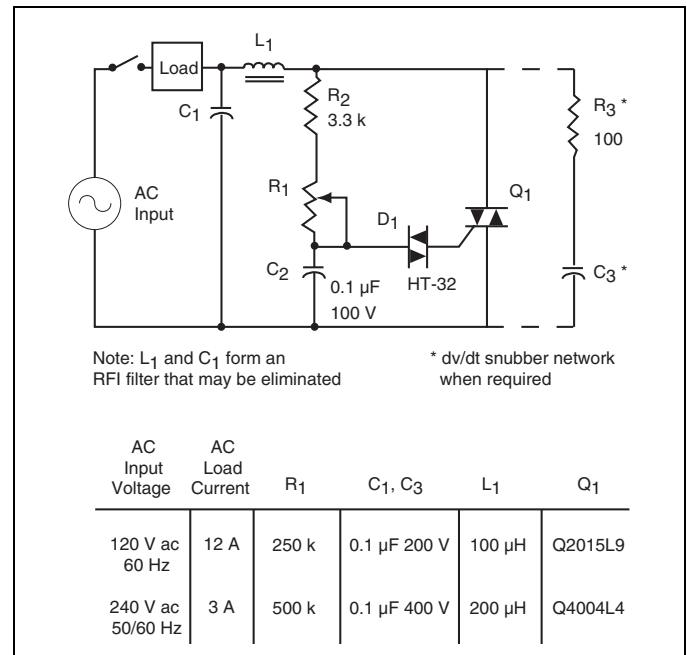 L1
Load
C1
R2
3.3 k
R3 *
100
R1
AC
Input
D1
Q1
C2
0.1 µF
100 V
HT-32
C3 *
Note: L1 and C1 form an
RFI filter that may be eliminated
* dv/dt snubber network
when required
AC
Input
Voltage
AC
Load
Current
R1
C1, C3
L1
Q1
120 V ac
60 Hz
12 A
250 k
0.1 µF 200 V
100 µH
Q2015L9
240 V ac
50/60 Hz
3 A
500 k
0.1 µF 400 V
200 µH
Q4004L4